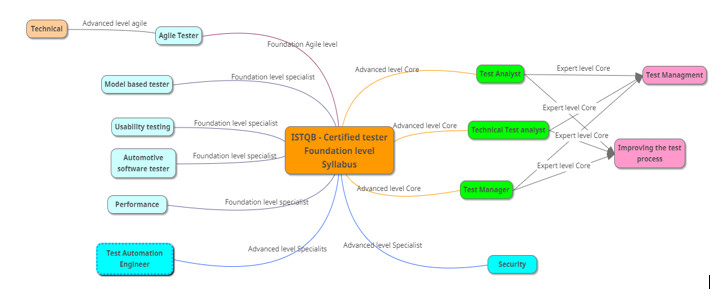 Technical
Advanced level agile
Agile Tester
Foundation Agile level
Model based tester
Foundation level specialist
Usability testing
Foundation level specialist
Automotive
software tester
Foundation level specialist
Performance
Foundation level specialist
Test Automation
Engineer
Advanced level Specialits
ISTQB - Certified tester
Foundation level
Syllabus
Advanced level Core
Test Analyst
Advanced level Core
Technical Test analyst
Advanced level Core
Test Manager
Advanced level Specialist
Security
Expert level Core
Expert level Core
Expert level Core
Expert level Core
Test Managment
Improving the test
process